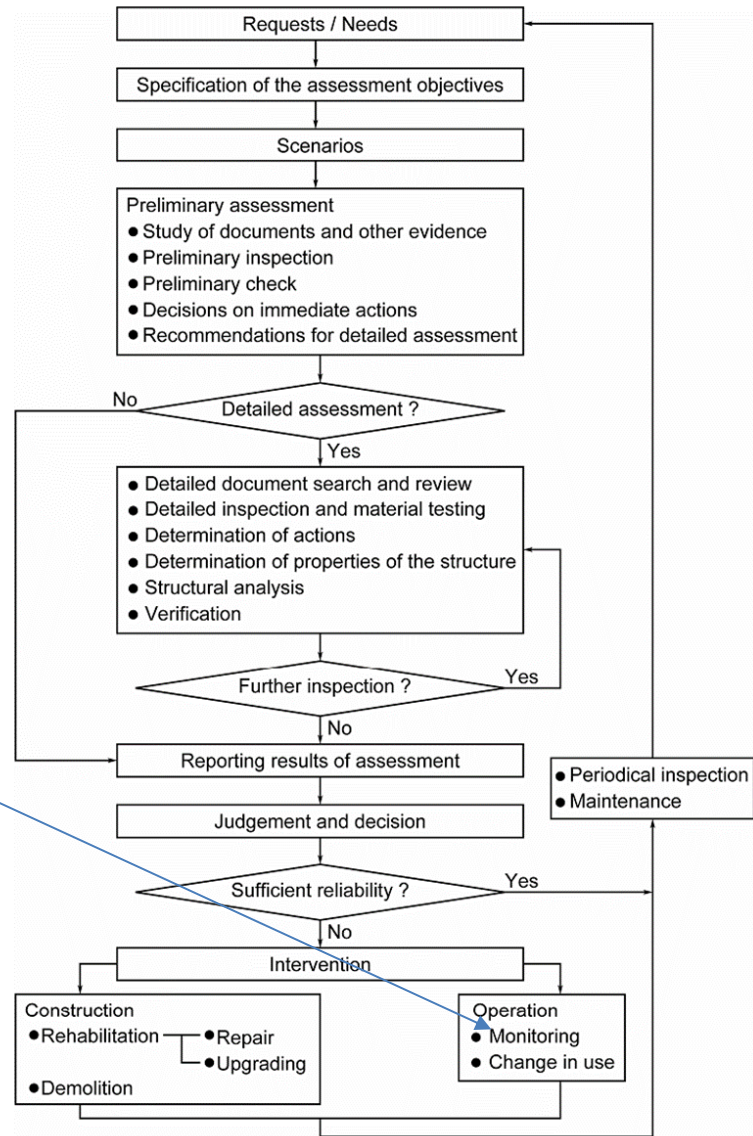 Requests / Needs
Specification of the assessment objectives
Scenarios
Preliminary assessment
● Study of documents and other evidence
● Preliminary inspection
● Preliminary check
● Decisions on immediate actions
● Recommendations for detailed assessment
No
Detailed assessment ?
Yes
● Detailed document search and review
● Detailed inspection and material testing
● Determination of actions
● Determination of properties of the structure
● Structural analysis
● Verification
Further inspection ?
Yes
No
Reporting results of assessment
● Periodical inspection
● Maintenance
Judgement and decision
Sufficient reliability ?
Yes
No
Intervention
Construction
● Rehabilitation
● Repair
● Upgrading
● Demolition
Operation
● Monitoring
● Change in use